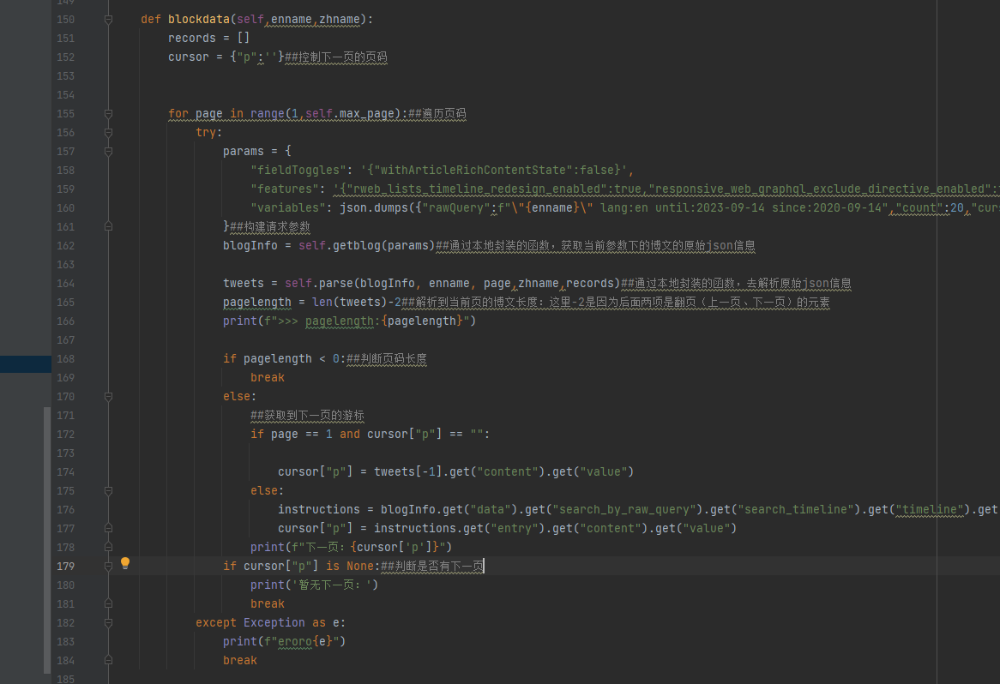 149
150 def blockdata(self,enname,zhname):
151 records = []
152 cursor = {"p":''}##控制下一页的页码
153
154
155 for page in range(1,self.max_page):##遍历页码
156 try:
157 params = {
158 "fieldToggles": '{"withArticleRichContentState":false}',
159 "features": '{"rweb_lists_timeline_redesign_enabled":true,"responsive_web_graphql_exclude_directive_enabled":
160 "variables": json.dumps({"rawQuery":f"\"{enname}\" lang:en until:2023-09-14 since:2020-09-14","count":20,"cur
161 }##构建请求参数
162 blogInfo = self.getblog(params)##通过本地封装的函数，获取当前参数下的博文的原始json信息
163
164 tweets = self.parse(blogInfo, enname, page,zhname,records)##通过本地封装的函数，去解析原始json信息
165 pagelength = len(tweets)-2##解析到当前页的博文长度：这里-2是因为后面两项是翻页（上一页、下一页）的元素
166 print(f">>> pagelength:{pagelength}")
167
168 if pagelength < 0:##判断页码长度
169 break
170 else:
171 ##获取到下一页的游标
172 if page == 1 and cursor["p"] == "":
173
174 cursor["p"] = tweets[-1].get("content").get("value")
175 else:
176 instructions = blogInfo.get("data").get("search_by_raw_query").get("search_timeline").get("timeline").get
177 cursor["p"] = instructions.get("entry").get("content").get("value")
178 print(f"下一页：{cursor['p']}")
179 if cursor["p"] is None:##判断是否有下一页
180 print('暂无下一页：')
181 break
182 except Exception as e:
183 print(f"eroro{e}")
184 break
185